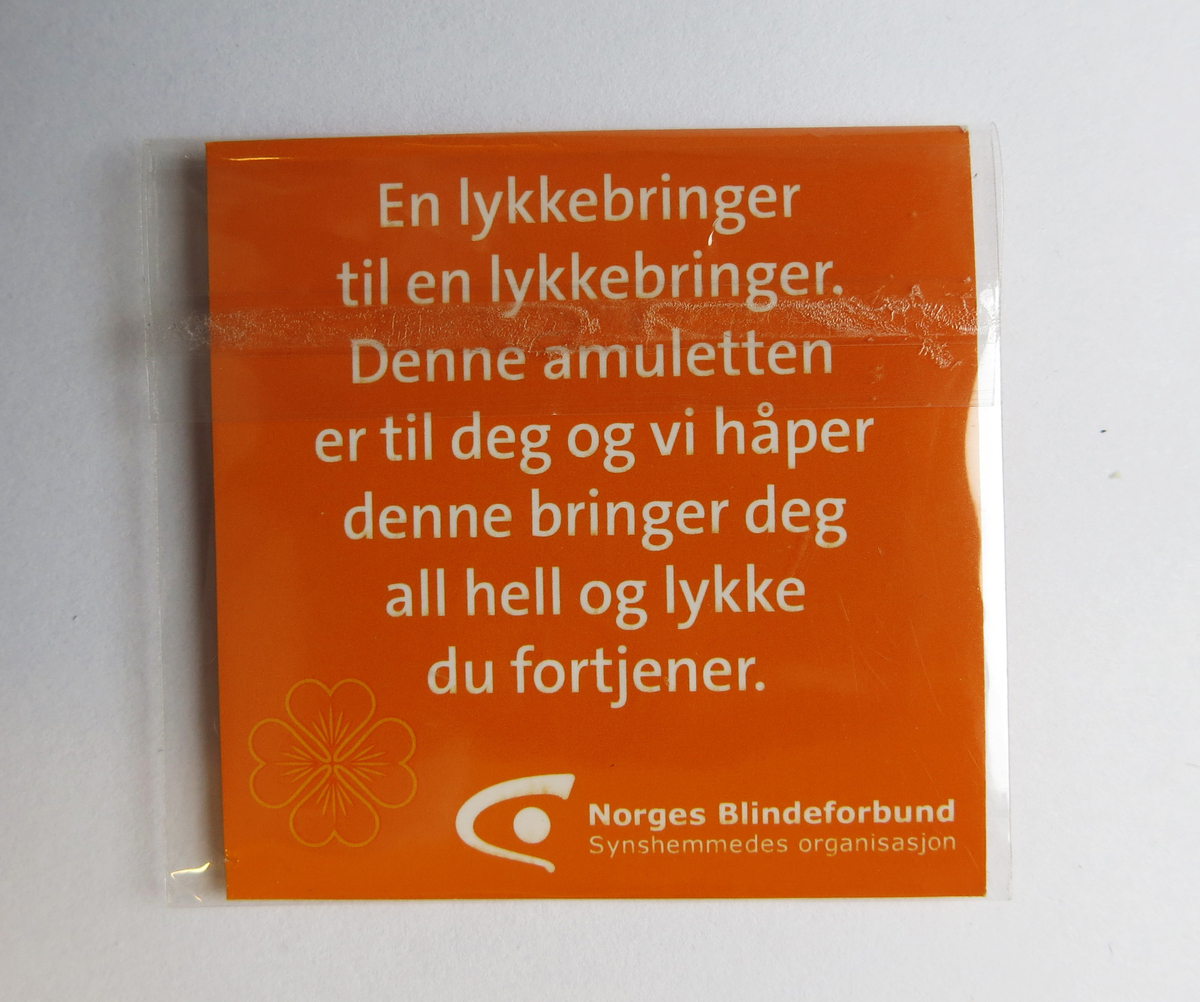 En lykkebringer
til en lykkebringer.
Denne amuletten
er til deg og vi håper
denne bringer deg
all hell og lykke
du fortjener.
Norges Blindeforbund
Synshemmedes organisasjon